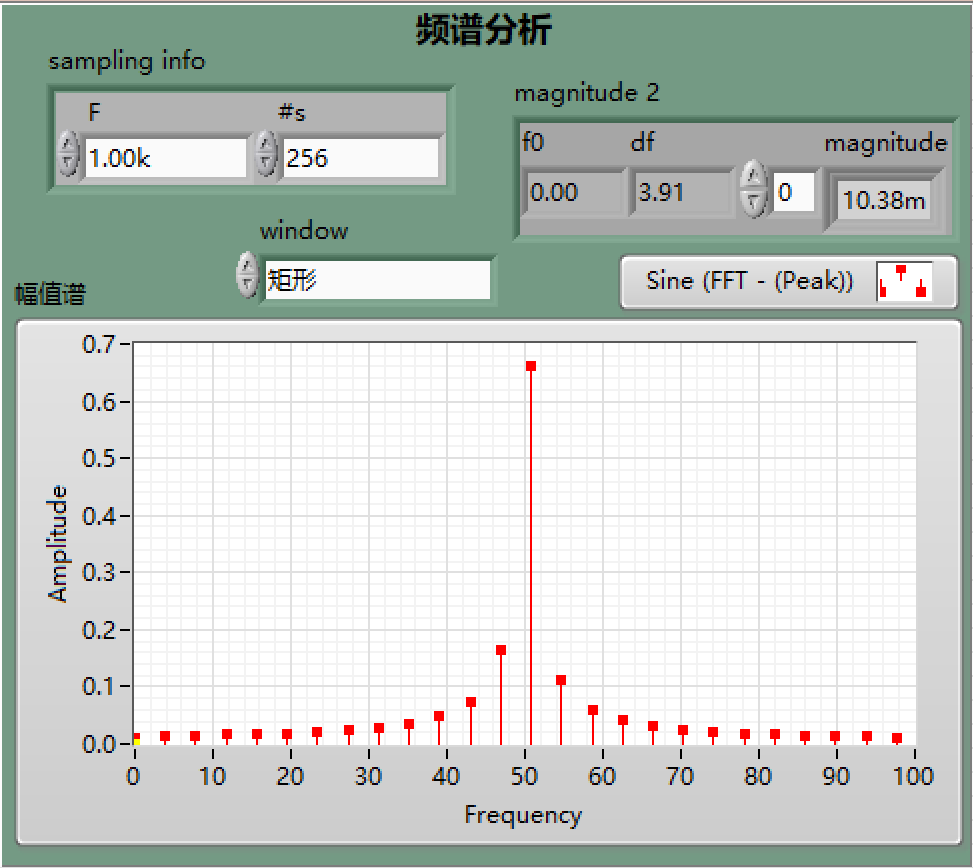 频谱分析
sampling info
F #s
1.00k 256
magnitude 2
f0 df magnitude
0.00 3.91 0 10.38m
window
矩形
Sine (FFT - (Peak))
幅值谱
0.7
0.6
0.5
0.4
0.3
0.2
0.1
0.0
Amplitude
0 10 20 30 40 50 60 70 80 90 100
Frequency